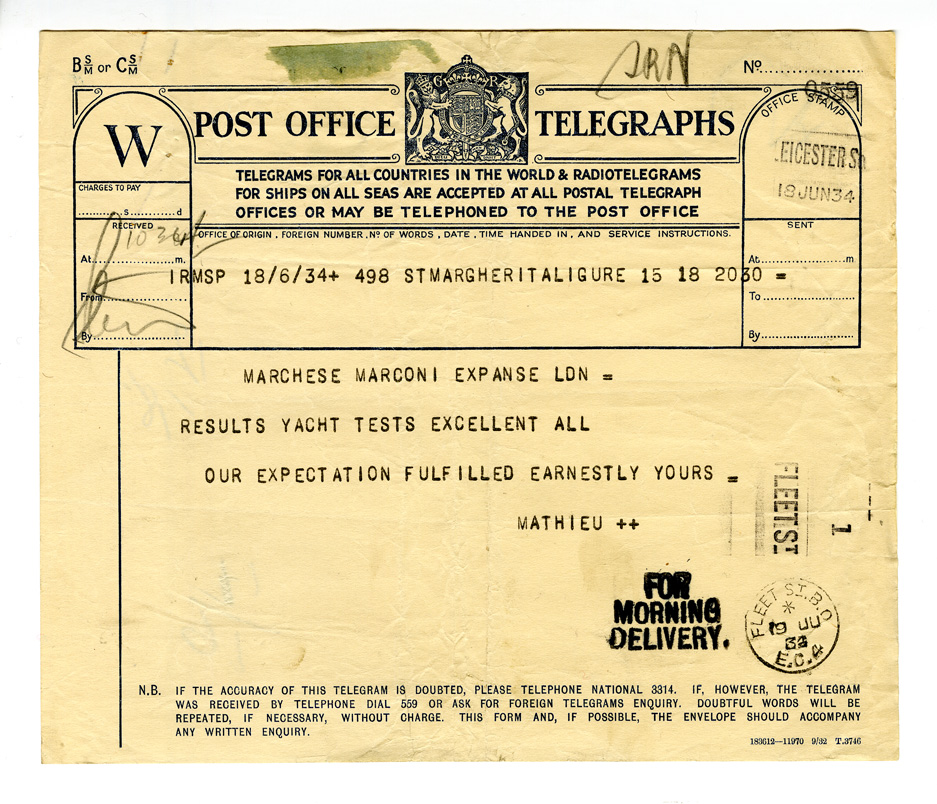 B S/M or C S/M
Nº
0559
W
POST OFFICE TELEGRAPHS
G R
OFFICE STAMP
LEICESTER S
18 JUN 34
TELEGRAMS FOR ALL COUNTRIES IN THE WORLD & RADIOTELEGRAMS
FOR SHIPS ON ALL SEAS ARE ACCEPTED AT ALL POSTAL TELEGRAPH
OFFICES OR MAY BE TELEPHONED TO THE POST OFFICE
CHARGES TO PAY
s d
RECEIVED
At m.
From
By
OFFICE OF ORIGIN, FOREIGN NUMBER, Nº OF WORDS, DATE, TIME HANDED IN, AND SERVICE INSTRUCTIONS.
SENT
At m
To
By
IRMSP 18/6/34+ 498 STMARGHERITALIGURE 15 18 2030 =
MARCHESE MARCONI EXPANSE LDN =
RESULTS YACHT TESTS EXCELLENT ALL
OUR EXPECTATION FULFILLED EARNESTLY YOURS =
MATHIEU ++
FLEET ST
1
FOR
MORNING
DELIVERY.
FLEET ST. B.O
19 JU
34
E.C.4
N.B. IF THE ACCURACY OF THIS TELEGRAM IS DOUBTED, PLEASE TELEPHONE NATIONAL 3314. IF, HOWEVER, THE TELEGRAM
WAS RECEIVED BY TELEPHONE DIAL 559 OR ASK FOR FOREIGN TELEGRAMS ENQUIRY. DOUBTFUL WORDS WILL BE
REPEATED, IF NECESSARY, WITHOUT CHARGE. THIS FORM AND, IF POSSIBLE, THE ENVELOPE SHOULD ACCOMPANY
ANY WRITTEN ENQUIRY.
183612—11970 9/32 T.3746